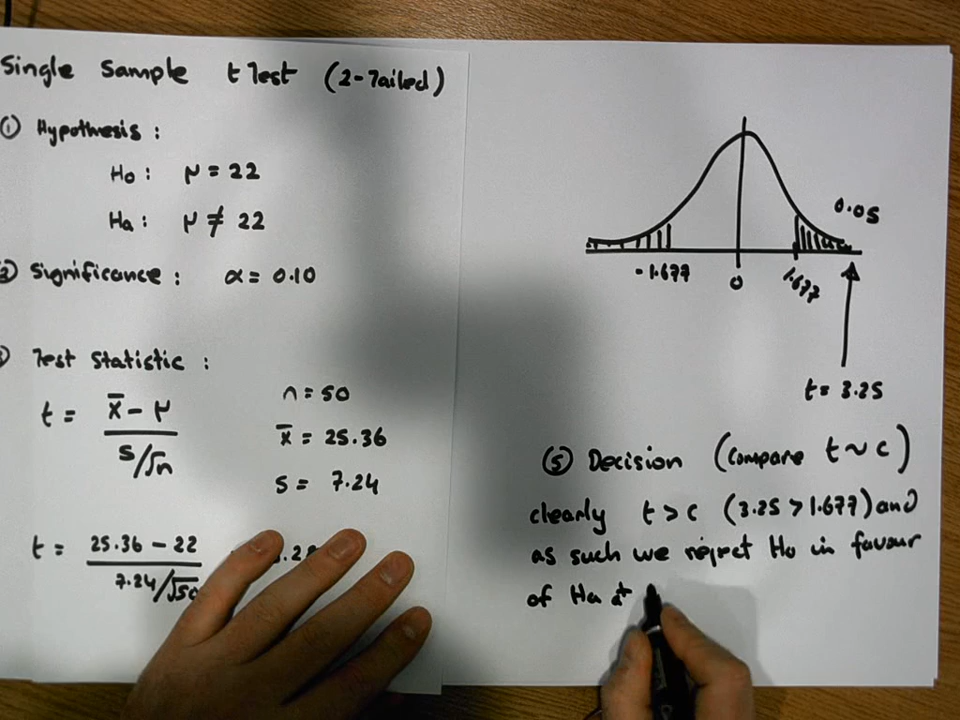 Single Sample t Test (2-Tailed)
① Hypothesis :
Ho : μ = 22
Ha : μ ≠ 22
② Significance : α = 0.10
③ Test Statistic :
t = x̄ - μ / s/√n
n = 50
x̄ = 25.36
s = 7.24
t = 25.36 - 22 / 7.24/√50
0.05
-1.677
0
1.677
t = 3.25
⑤ Decision (compare t ~ c)
clearly t > c (3.25 > 1.677) and
as such we reject Ho in favour
of Ha at